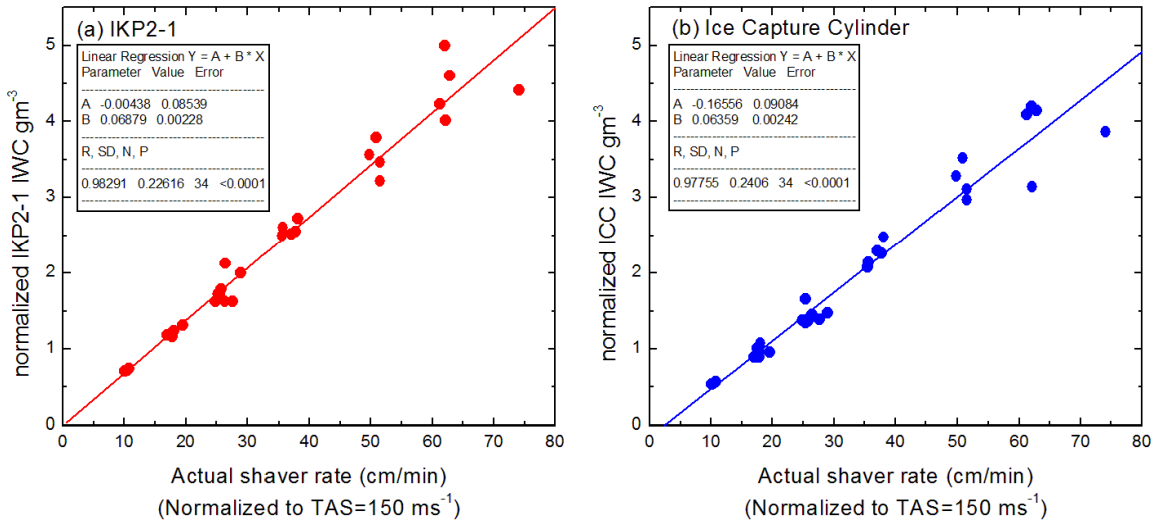 (a) IKP2-1
Linear Regression Y = A + B * X
Parameter Value Error
------------------------------------------------------------
A -0.00438 0.08539
B 0.06879 0.00228
------------------------------------------------------------
R, SD, N, P
------------------------------------------------------------
0.98291 0.22616 34 <0.0001
------------------------------------------------------------
normalized IKP2-1 IWC gm⁻³
5
4
3
2
1
0
0 10 20 30 40 50 60 70 80
Actual shaver rate (cm/min)
(Normalized to TAS=150 ms⁻¹)
(b) Ice Capture Cylinder
Linear Regression Y = A + B * X
Parameter Value Error
------------------------------------------------------------
A -0.16556 0.09084
B 0.06359 0.00242
------------------------------------------------------------
R, SD, N, P
------------------------------------------------------------
0.97755 0.2406 34 <0.0001
------------------------------------------------------------
normalized ICC IWC gm⁻³
5
4
3
2
1
0
0 10 20 30 40 50 60 70 80
Actual shaver rate (cm/min)
(Normalized to TAS=150 ms⁻¹)